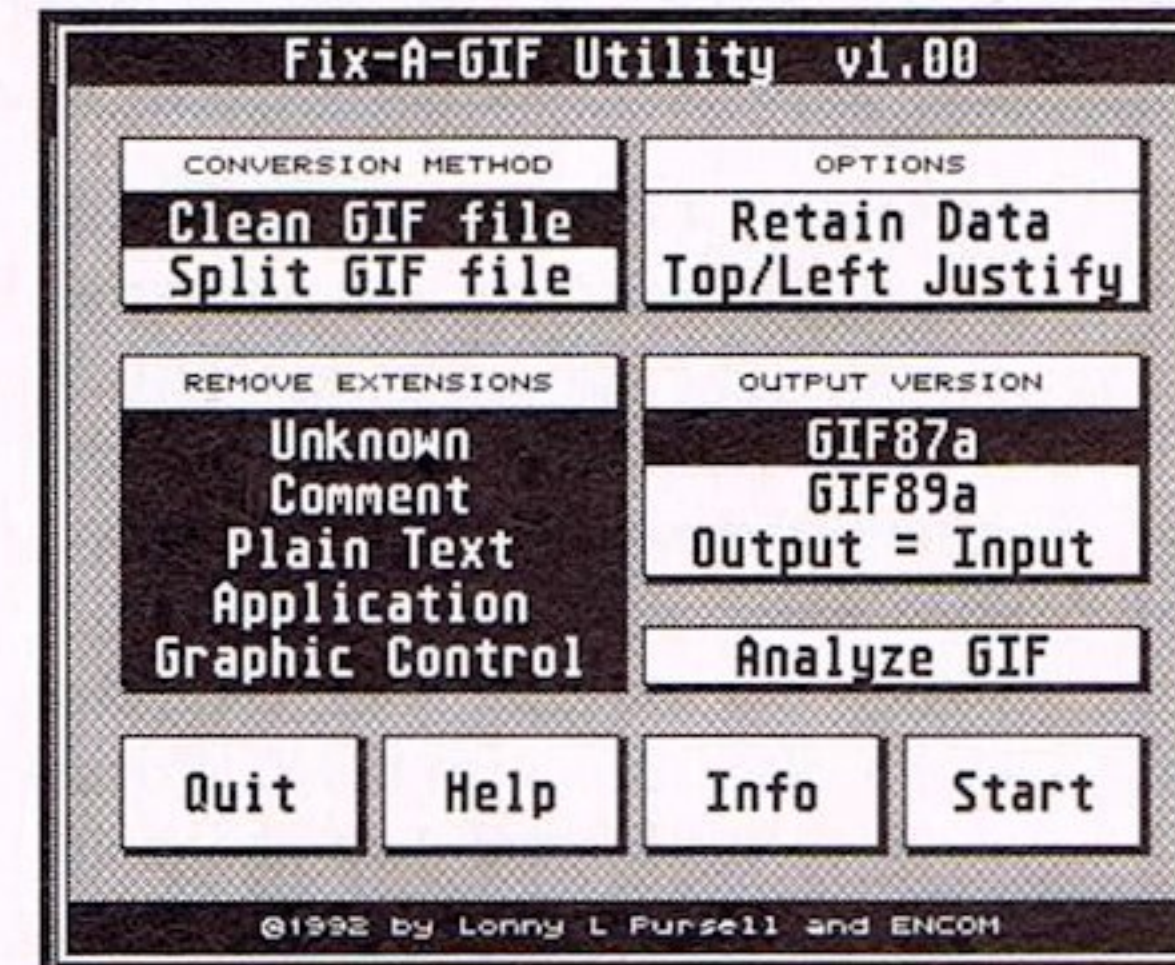 Fix-A-GIF Utility v1.00
CONVERSION METHOD
Clean GIF file
Split GIF file
OPTIONS
Retain Data
Top/Left Justify
REMOVE EXTENSIONS
Unknown
Comment
Plain Text
Application
Graphic Control
OUTPUT VERSION
GIF87a
GIF89a
Output = Input
Analyze GIF
Quit
Help
Info
Start
©1992 by Lonny L Pursell and ENCOM